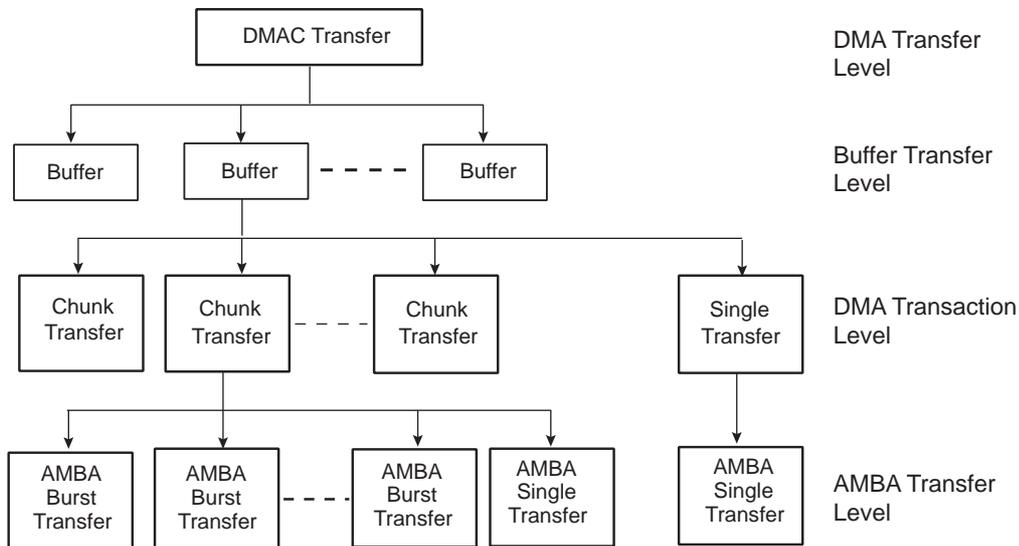 DMAC Transfer
DMA Transfer
Level
Buffer
Buffer
Buffer
Buffer Transfer
Level
Chunk
Transfer
Chunk
Transfer
Chunk
Transfer
Single
Transfer
DMA Transaction
Level
AMBA
Burst
Transfer
AMBA
Burst
Transfer
AMBA
Burst
Transfer
AMBA
Single
Transfer
AMBA
Single
Transfer
AMBA Transfer
Level